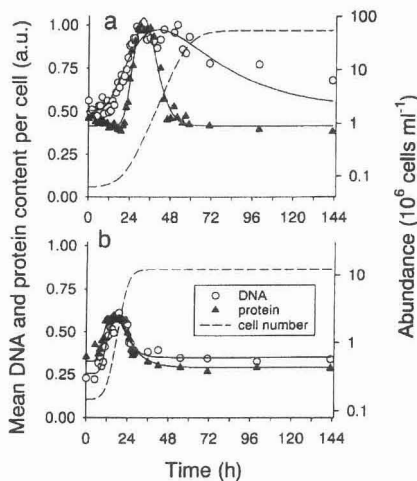 Mean DNA and protein content per cell (a.u.)
a
1.00
0.75
0.50
0.25
0.00
100
10
1
0.1
0 24 48 72 96 120 144
b
1.00
0.75
0.50
0.25
0.00
DNA
protein
cell number
10
1
0.1
0 24 48 72 96 120 144
Time (h)
Abundance (10⁶ cells ml⁻¹)